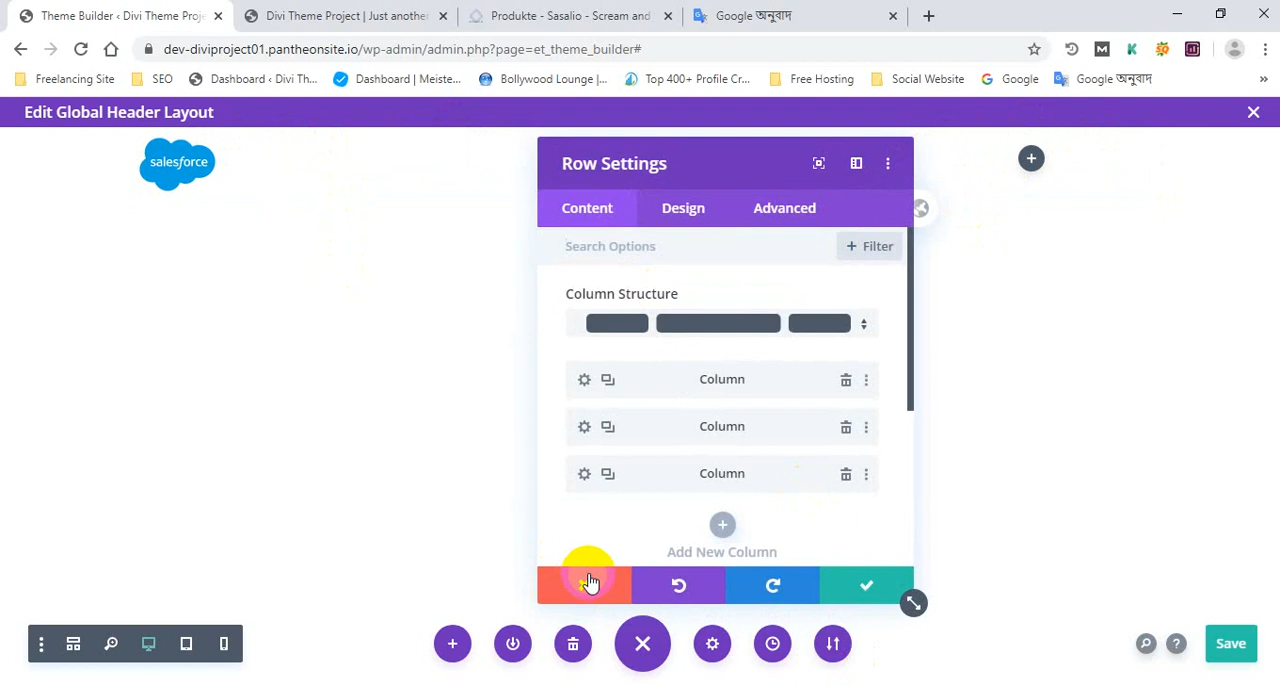 Theme Builder ‹ Divi Theme Proje
Divi Theme Project | Just another
Produkte - Sasalio - Scream and
Google অনুবাদ
dev-diviproject01.pantheonsite.io/wp-admin/admin.php?page=et_theme_builder#
Freelancing Site
SEO
Dashboard ‹ Divi Th...
Dashboard | Meiste...
Bollywood Lounge |...
Top 400+ Profile Cr...
Free Hosting
Social Website
Google
Google অনুবাদ
Edit Global Header Layout
salesforce
Row Settings
Content
Design
Advanced
Search Options
+ Filter
Column Structure
Column
Column
Column
Add New Column
Save